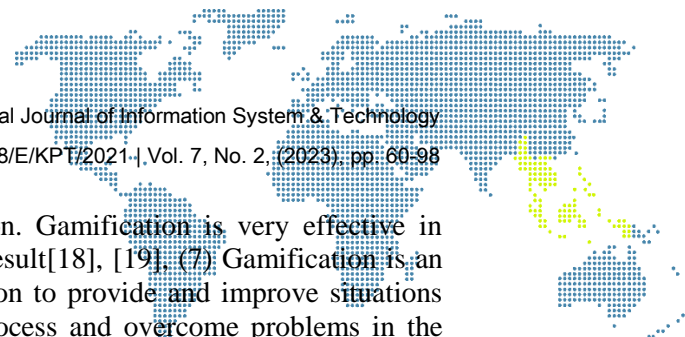 al Journal of Information System & Technology
8/E/KPT/2021 | Vol. 7, No. 2, (2023), pp. 60-98
n. Gamification is very effective in
esult[18], [19], (7) Gamification is an
on to provide and improve situations
ocess and overcome problems in the